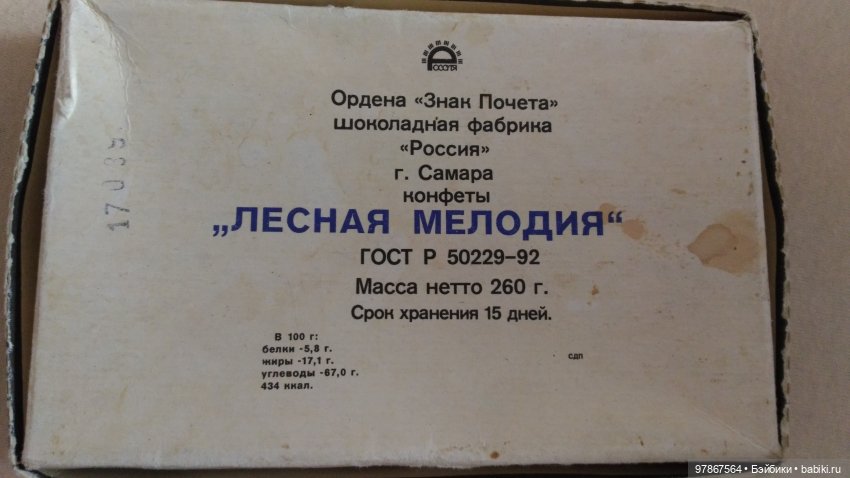 РОССИЯ
Ордена «Знак Почета»
шоколадная фабрика
«Россия»
г. Самара
конфеты
„ЛЕСНАЯ МЕЛОДИЯ“
ГОСТ Р 50229-92
Масса нетто 260 г.
Срок хранения 15 дней.
В 100 г:
белки -5,8 г.
жиры -17,1 г.
углеводы -67,0 г.
434 ккал.
сдп
97867564 • Бэйбики • babiki.ru